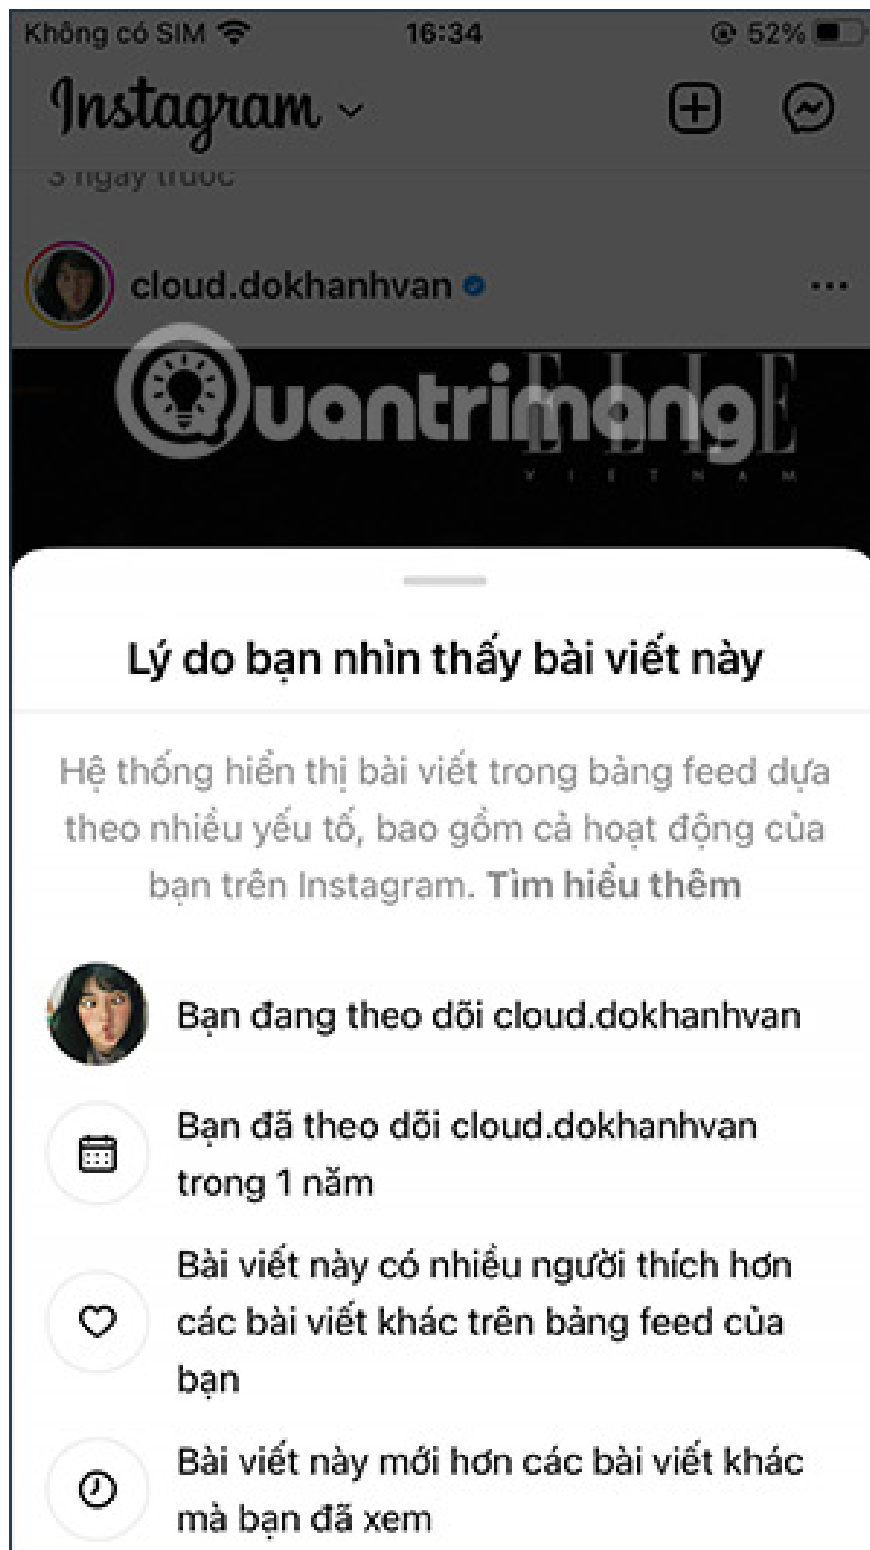 Không có SIM 16:34 52%
Instagram
3 ngày trước
cloud.dokhanhvan
Quantrimang
ELLE
VIETNAM
Lý do bạn nhìn thấy bài viết này
Hệ thống hiển thị bài viết trong bảng feed dựa
theo nhiều yếu tố, bao gồm cả hoạt động của
bạn trên Instagram. Tìm hiểu thêm
Bạn đang theo dõi cloud.dokhanhvan
Bạn đã theo dõi cloud.dokhanhvan
trong 1 năm
Bài viết này có nhiều người thích hơn
các bài viết khác trên bảng feed của
bạn
Bài viết này mới hơn các bài viết khác
mà bạn đã xem